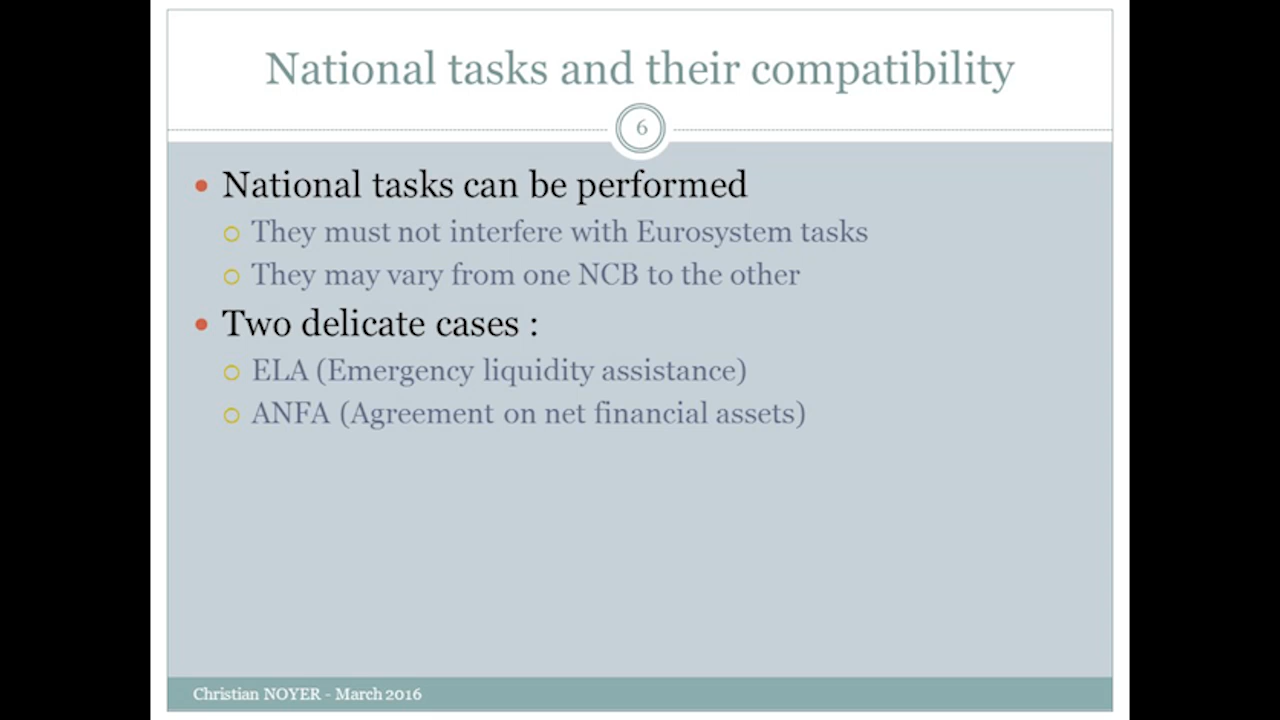 National tasks and their compatibility
6
National tasks can be performed
They must not interfere with Eurosystem tasks
They may vary from one NCB to the other
Two delicate cases :
ELA (Emergency liquidity assistance)
ANFA (Agreement on net financial assets)
Christian NOYER - March 2016